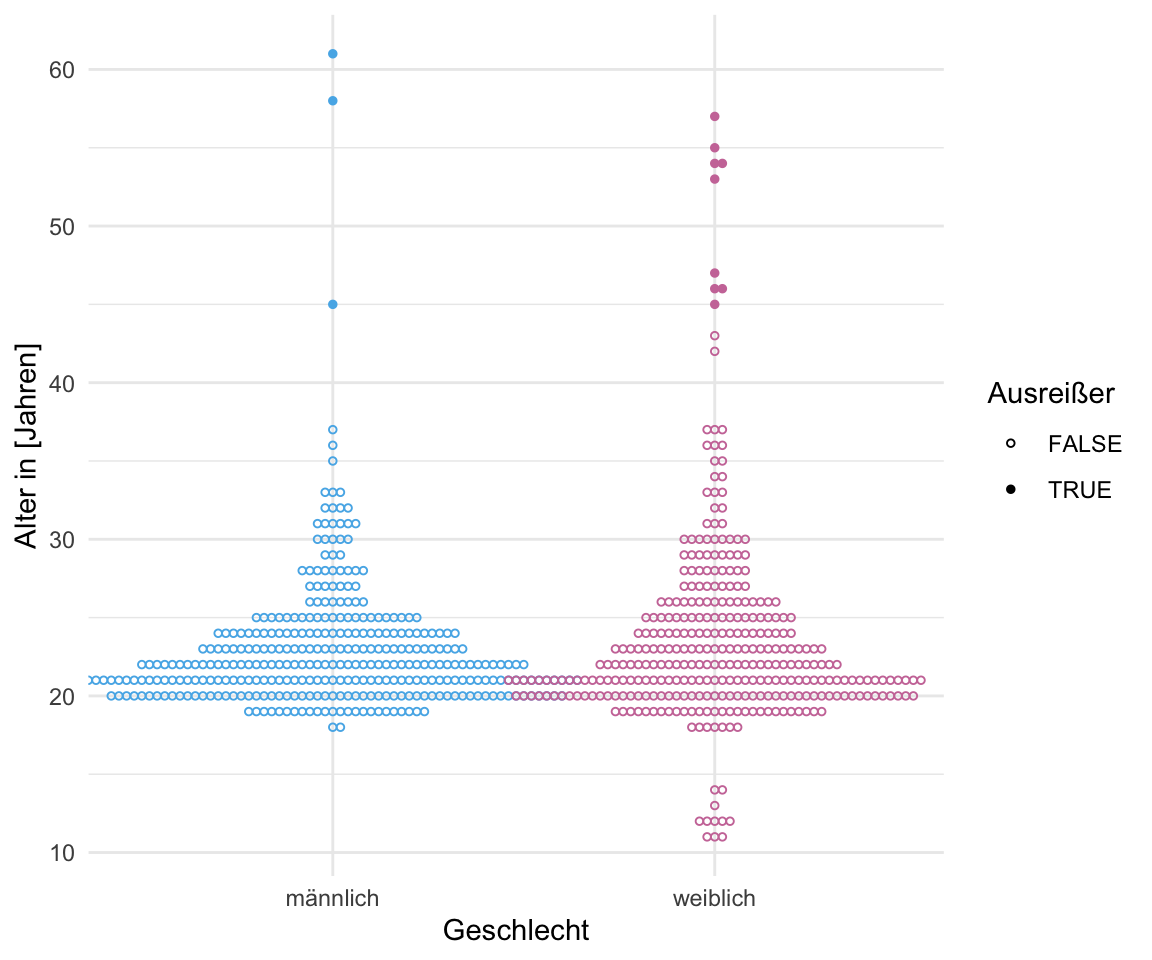 60
50
40
30
20
10
Alter in [Jahren]
männlich
weiblich
Geschlecht
Ausreißer
FALSE
TRUE